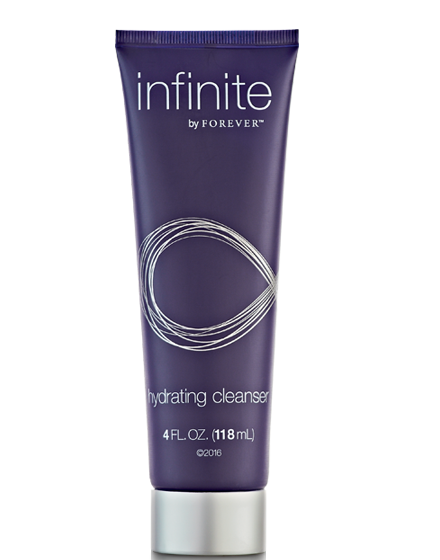 infinite
by FOREVER™
hydrating cleanser
4 FL. OZ. (118 mL)
©2016